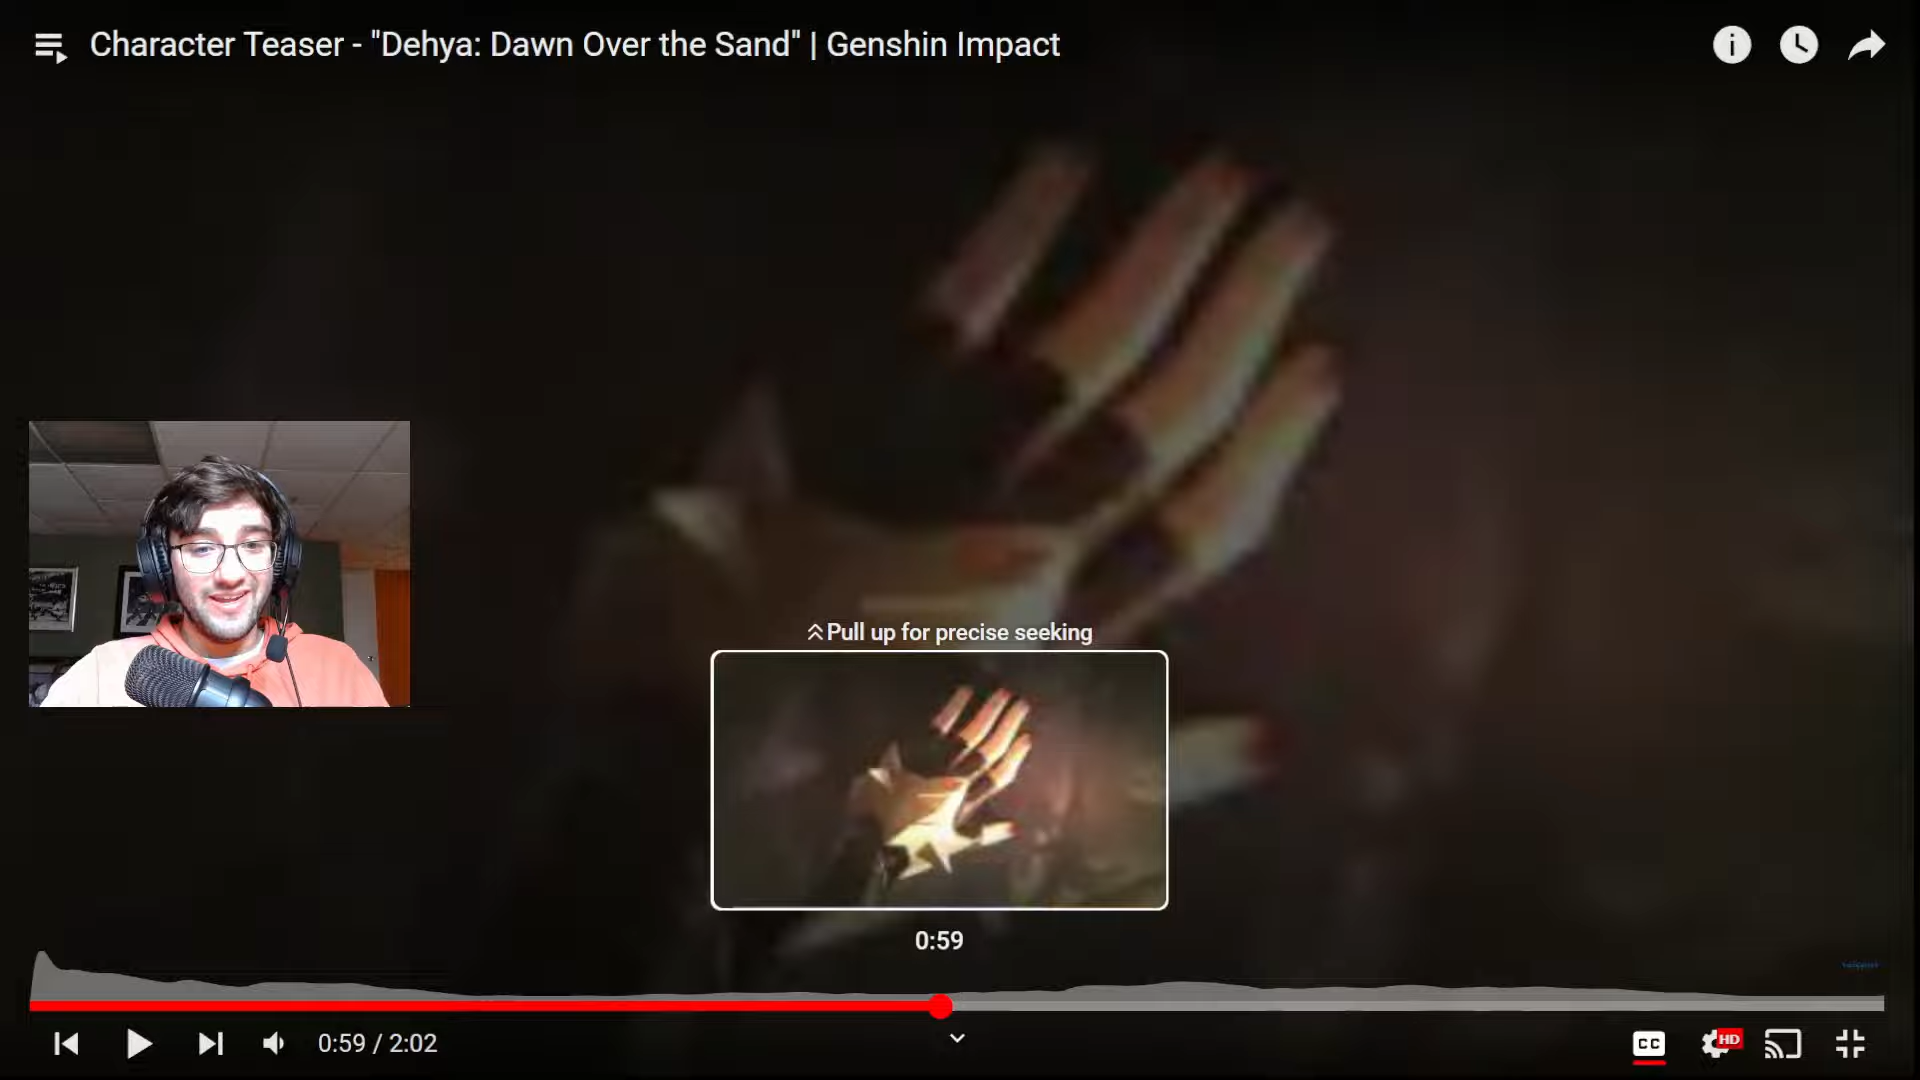 Character Teaser - "Dehya: Dawn Over the Sand" | Genshin Impact
Pull up for precise seeking
0:59
0:59 / 2:02
CC
HD